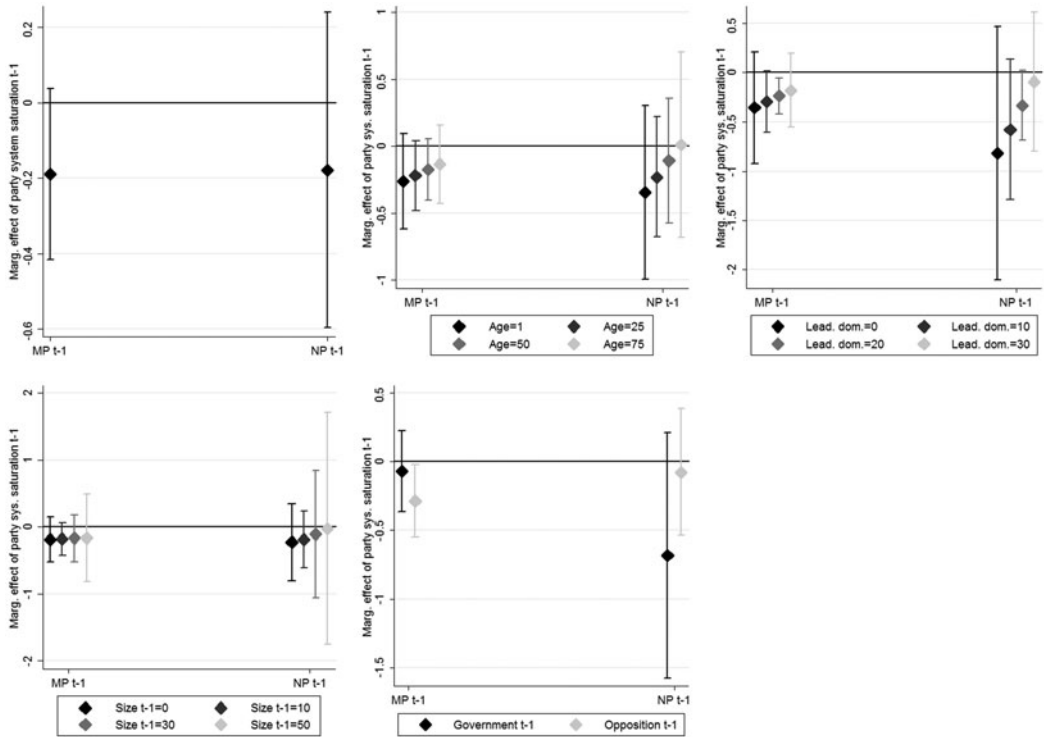 Marg. effect of party system saturation t-1
0.2
0
-0.2
-0.4
-0.6
MP t-1 NP t-1
Marg. effect of party sys. saturation t-1
1
0.5
0
-0.5
-1
MP t-1 NP t-1
Age=1 Age=25
Age=50 Age=75
Marg. effect of party sys. saturation t-1
0.5
0
-0.5
-1
-1.5
-2
MP t-1 NP t-1
Lead. dom.=0 Lead. dom.=10
Lead. dom.=20 Lead. dom.=30
Marg. effect of party sys. saturation t-1
2
1
0
-1
-2
MP t-1 NP t-1
Size t-1=0 Size t-1=10
Size t-1=30 Size t-1=50
Marg. effect of party sys. saturation t-1
0.5
0
-0.5
-1
-1.5
MP t-1 NP t-1
Government t-1 Opposition t-1